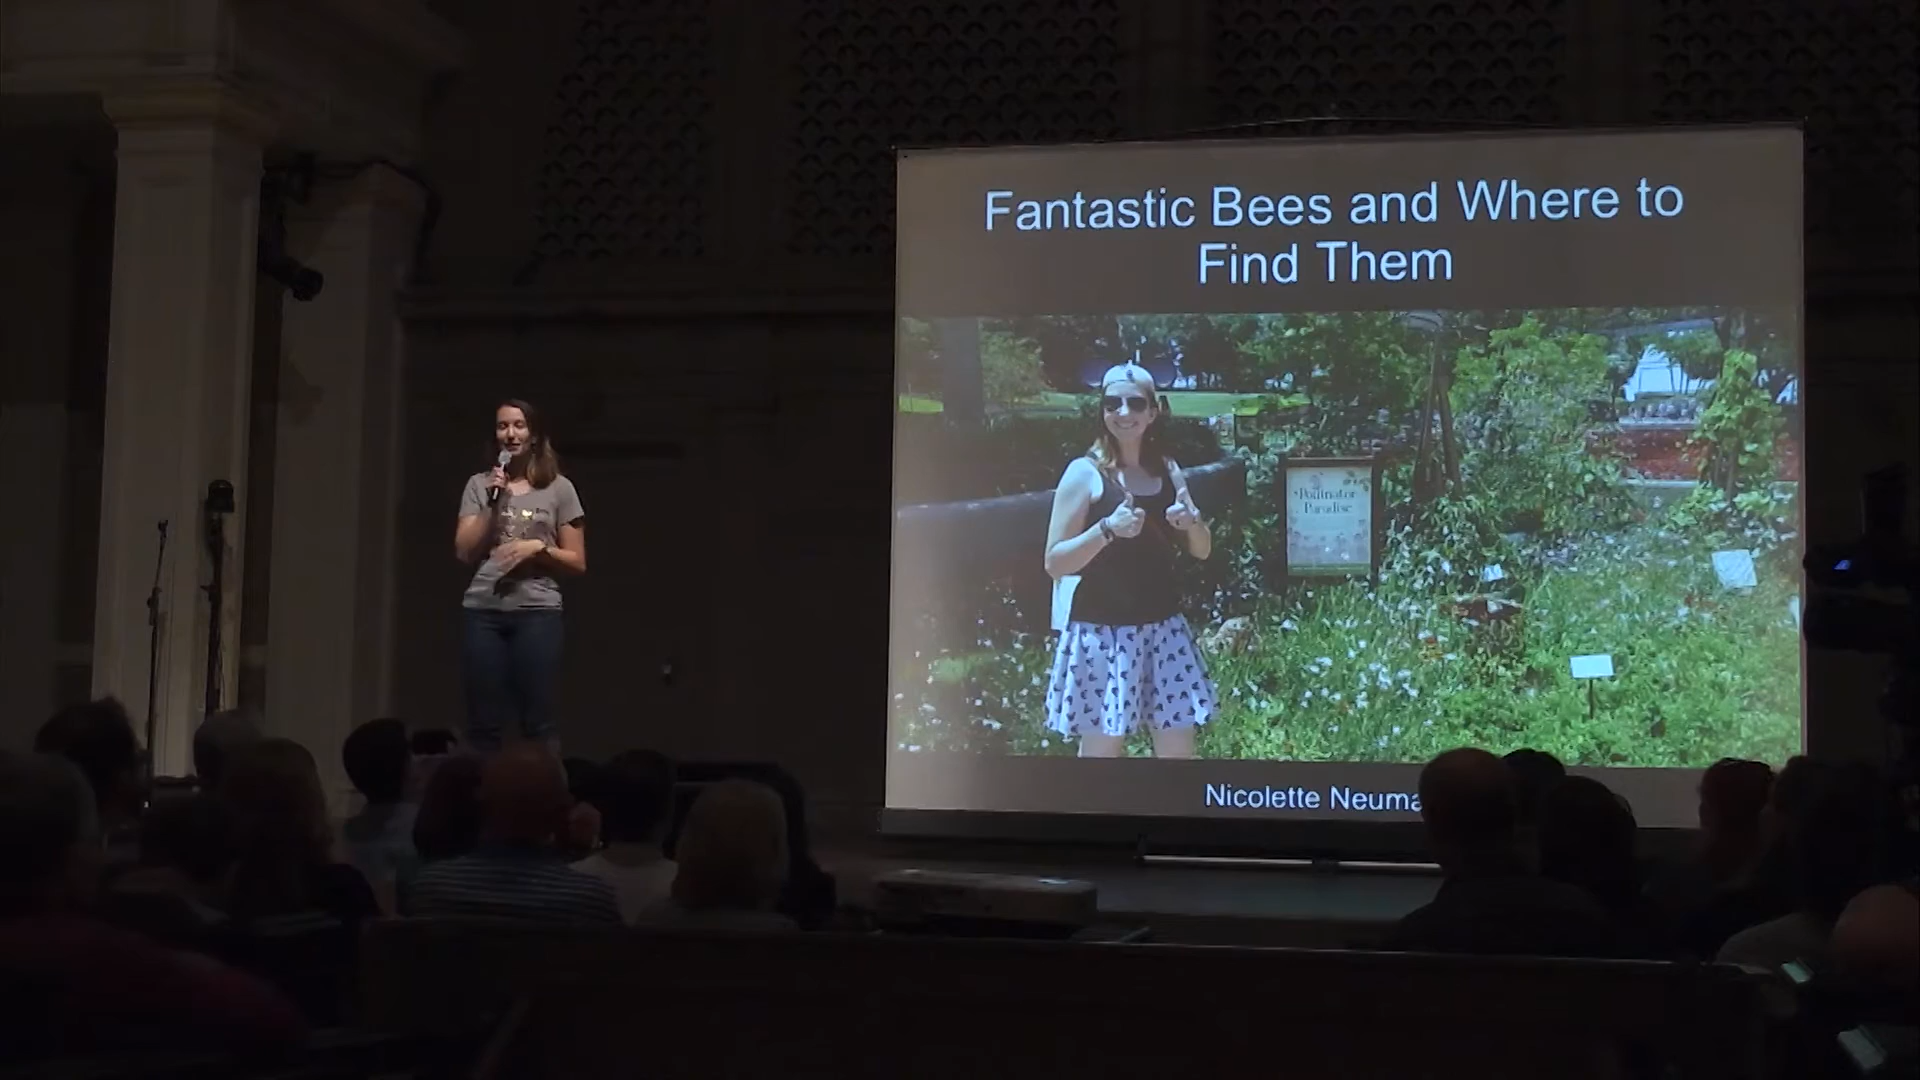 Fantastic Bees and Where to
Find Them
Pollinator
Paradise
Nicolette Neuma